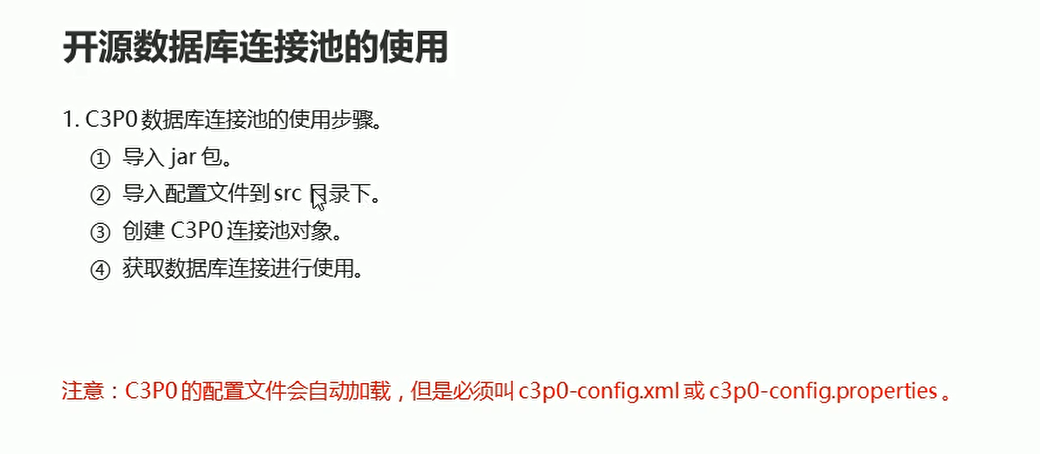 开源数据库连接池的使用
1. C3P0 数据库连接池的使用步骤。
① 导入 jar 包。
② 导入配置文件到 src 目录下。
③ 创建 C3P0 连接池对象。
④ 获取数据库连接进行使用。
注意：C3P0 的配置文件会自动加载，但是必须叫 c3p0-config.xml 或 c3p0-config.properties。